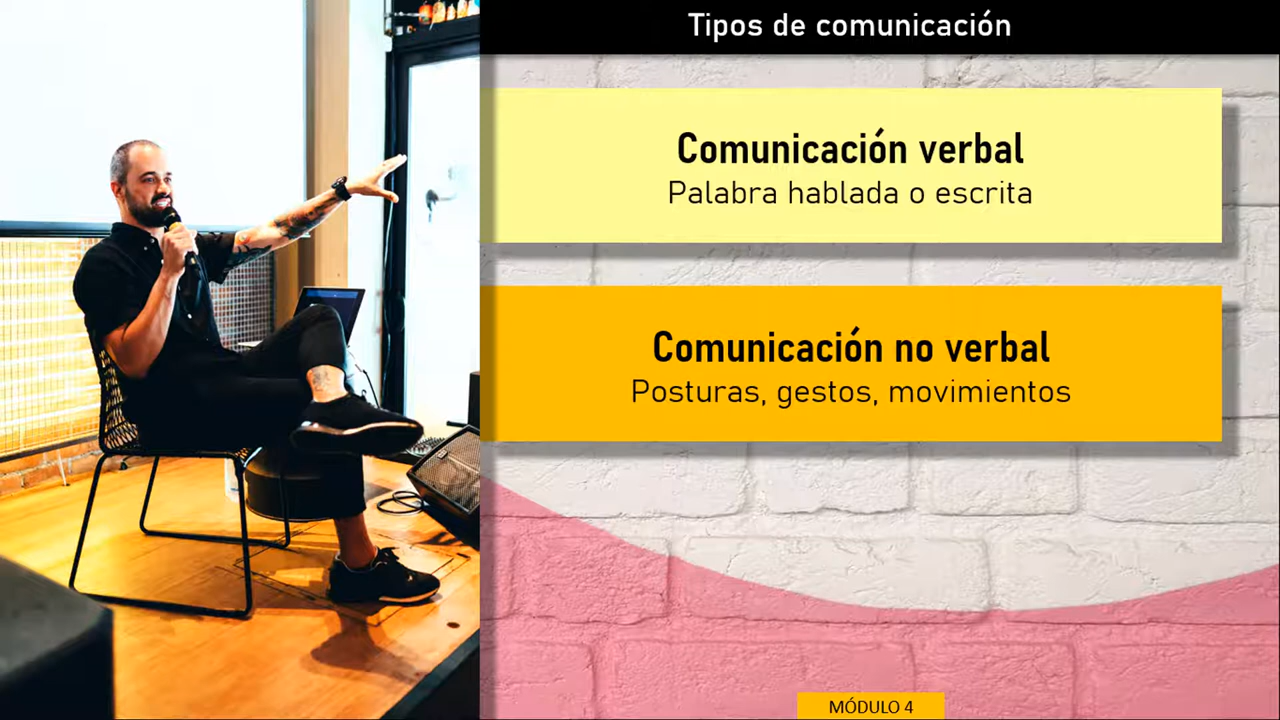 Tipos de comunicación
Comunicación verbal
Palabra hablada o escrita
Comunicación no verbal
Posturas, gestos, movimientos
MÓDULO 4